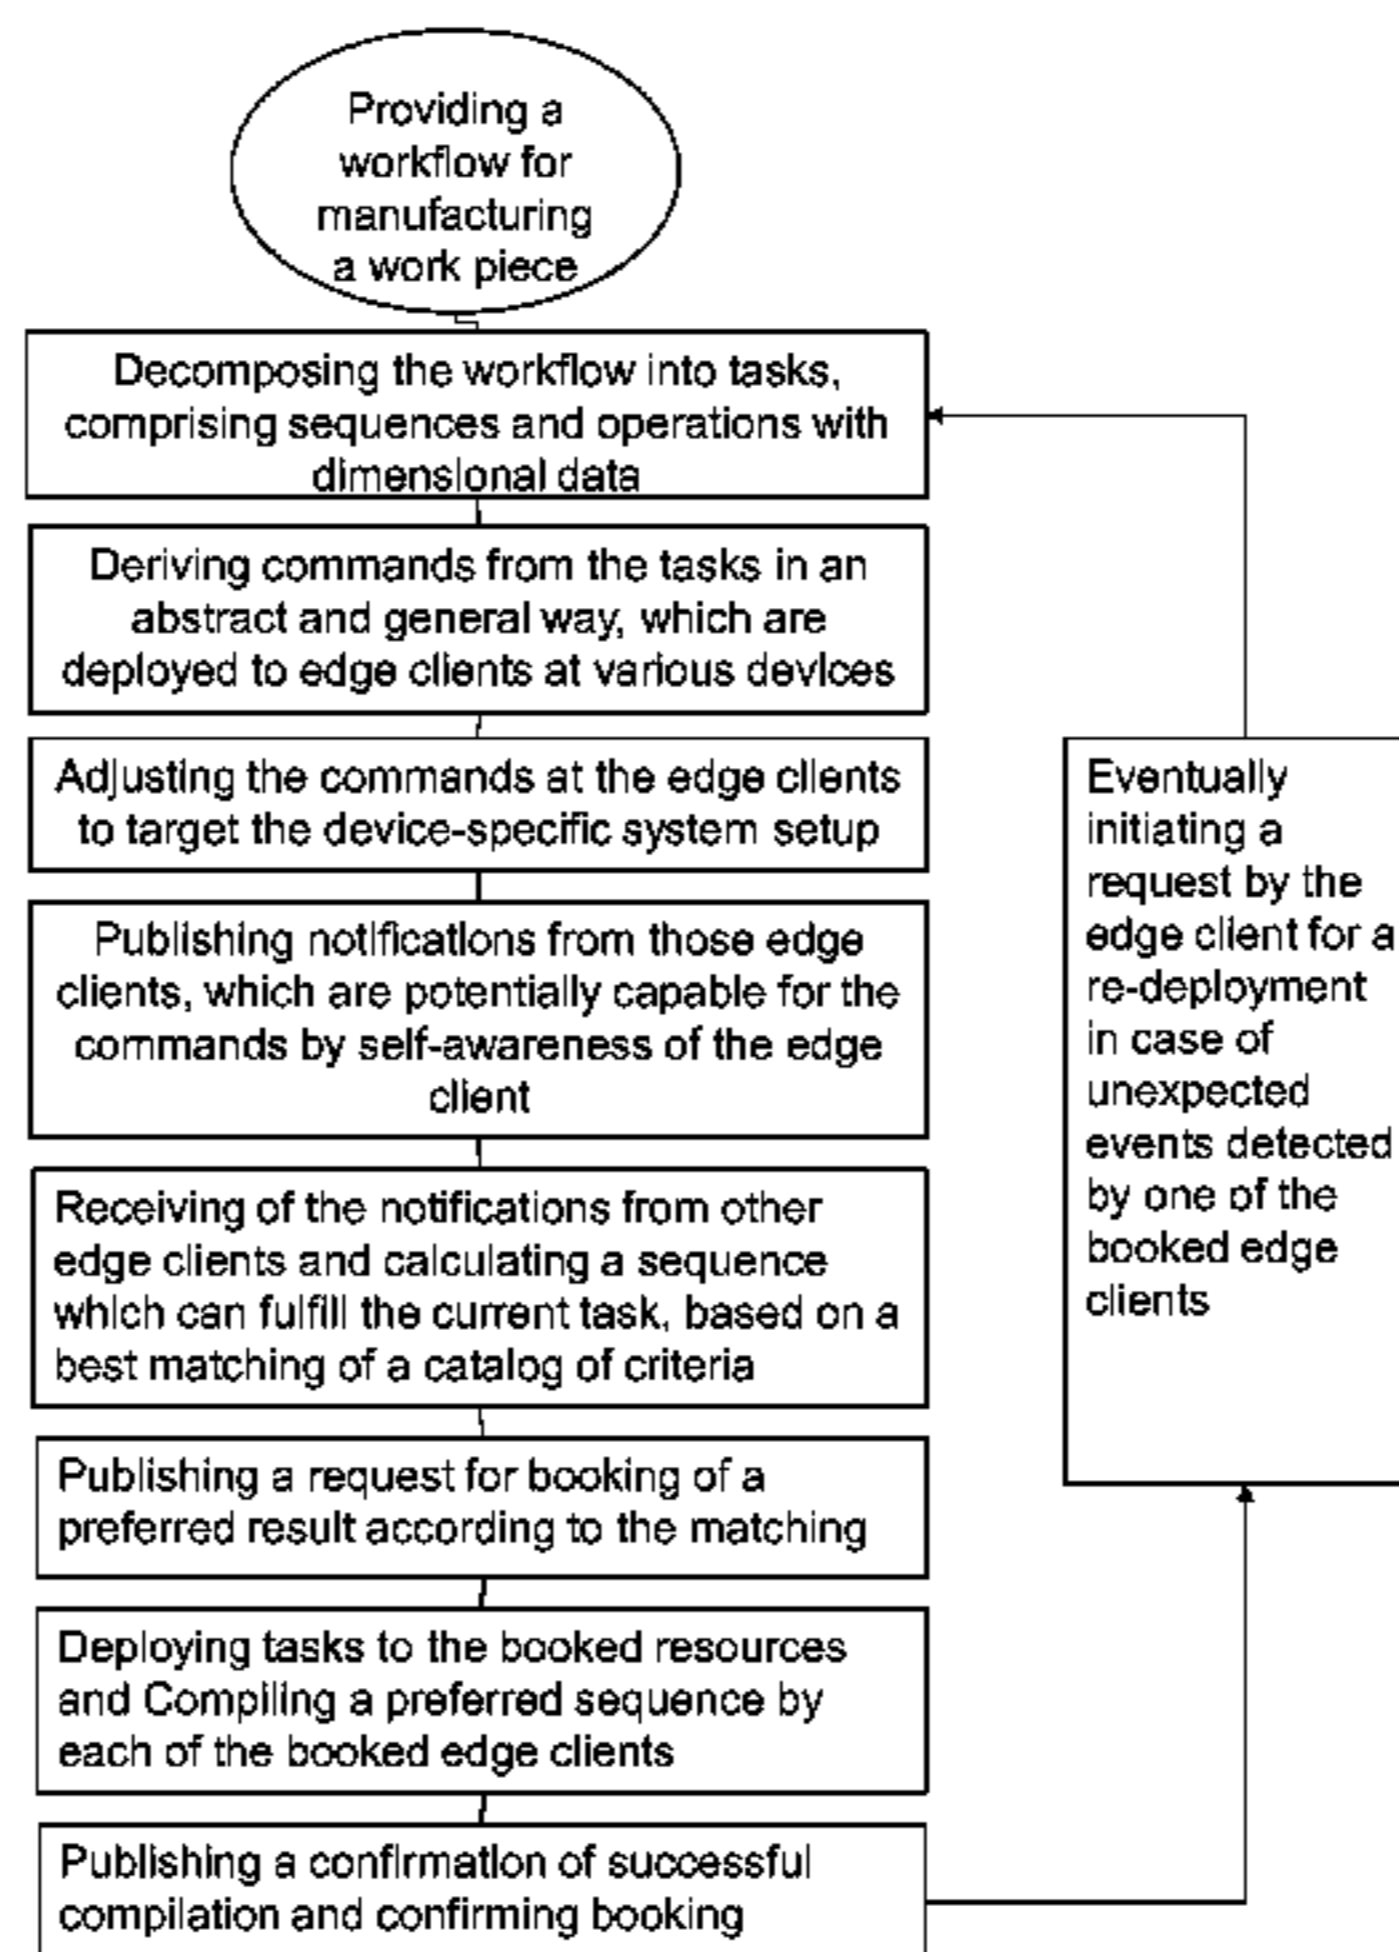 Providing a
workflow for
manufacturing
a work piece
Decomposing the workflow into tasks,
comprising sequences and operations with
dimensional data
Deriving commands from the tasks in an
abstract and general way, which are
deployed to edge clients at various devices
Adjusting the commands at the edge clients
to target the device-specific system setup
Publishing notifications from those edge
clients, which are potentially capable for the
commands by self-awareness of the edge
client
Receiving of the notifications from other
edge clients and calculating a sequence
which can fulfill the current task, based on a
best matching of a catalog of criteria
Publishing a request for booking of a
preferred result according to the matching
Deploying tasks to the booked resources
and Compiling a preferred sequence by
each of the booked edge clients
Publishing a confirmation of successful
compilation and confirming booking
Eventually
initiating a
request by the
edge client for a
re-deployment
in case of
unexpected
events detected
by one of the
booked edge
clients